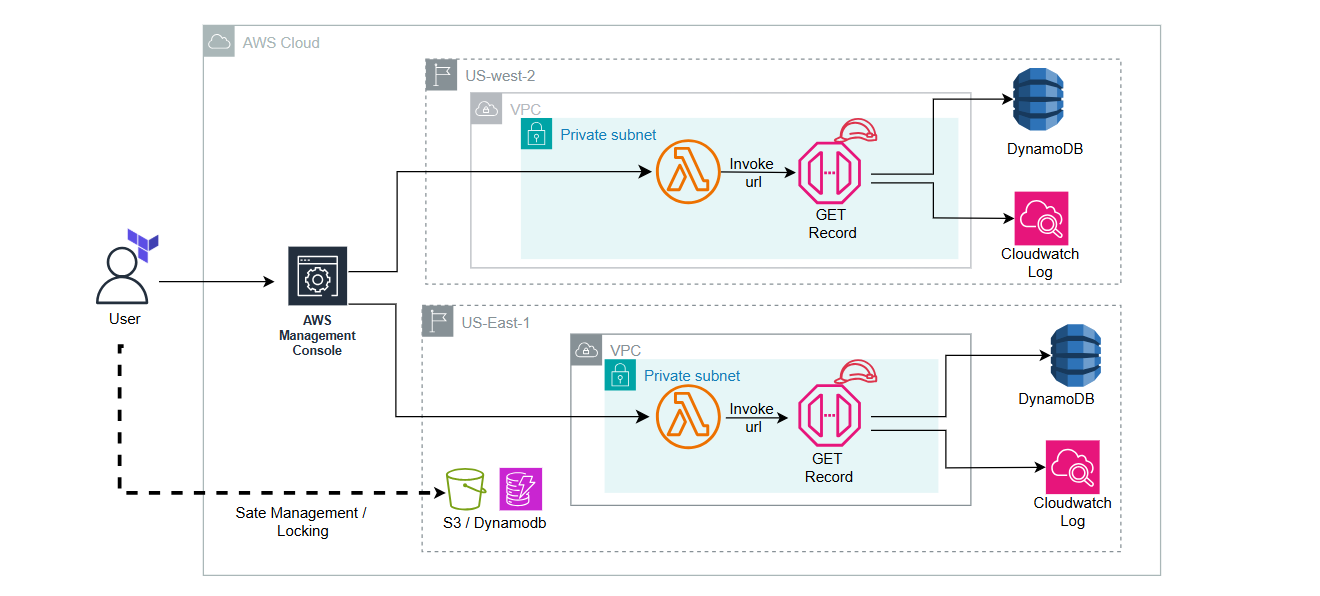 AWS Cloud
US-west-2
VPC
Private subnet
Invoke
url
GET
Record
DynamoDB
Cloudwatch
Log
User
AWS
Management
Console
US-East-1
VPC
Private subnet
Invoke
url
GET
Record
DynamoDB
Cloudwatch
Log
Sate Management /
Locking
S3 / Dynamodb